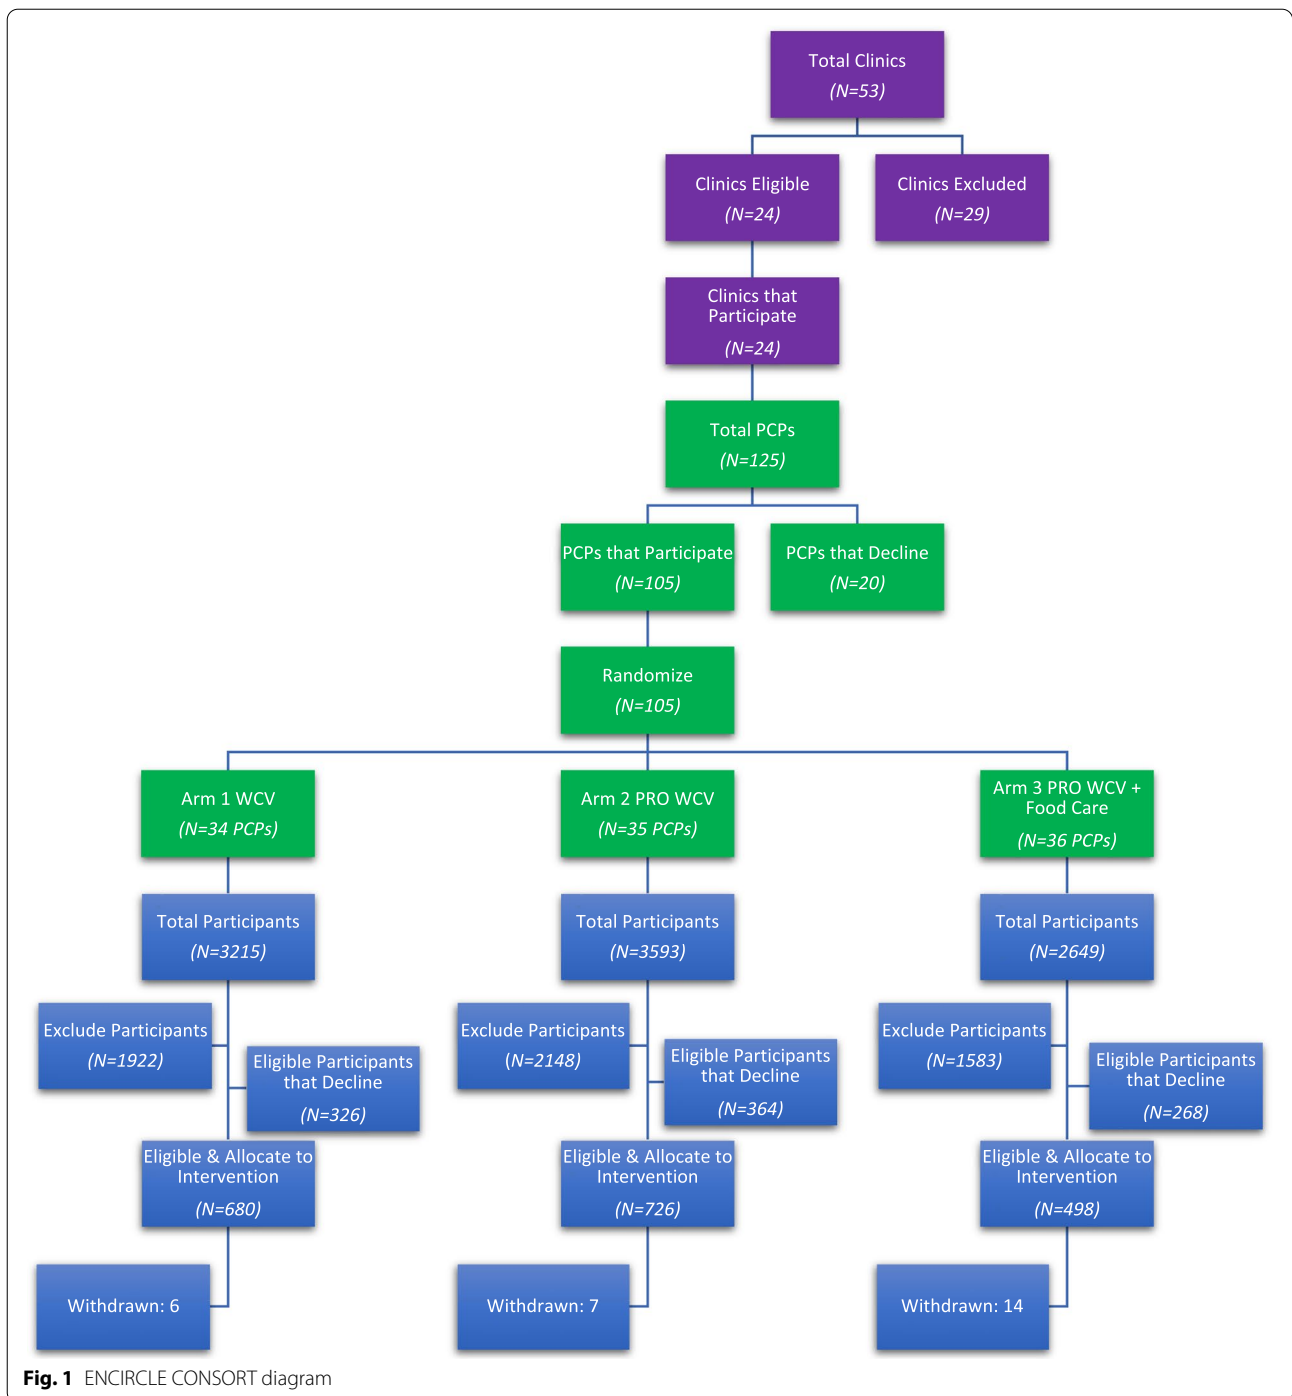 Total Clinics
(N=53)
Clinics Eligible
(N=24)
Clinics Excluded
(N=29)
Clinics that
Participate
(N=24)
Total PCPs
(N=125)
PCPs that Participate
(N=105)
PCPs that Decline
(N=20)
Randomize
(N=105)
Arm 1 WCV
(N=34 PCPs)
Arm 2 PRO WCV
(N=35 PCPs)
Arm 3 PRO WCV +
Food Care
(N=36 PCPs)
Total Participants
(N=3215)
Total Participants
(N=3593)
Total Participants
(N=2649)
Exclude Participants
(N=1922)
Eligible Participants
that Decline
(N=326)
Exclude Participants
(N=2148)
Eligible Participants
that Decline
(N=364)
Exclude Participants
(N=1583)
Eligible Participants
that Decline
(N=268)
Eligible & Allocate to
Intervention
(N=680)
Eligible & Allocate to
Intervention
(N=726)
Eligible & Allocate to
Intervention
(N=498)
Withdrawn: 6
Withdrawn: 7
Withdrawn: 14
Fig. 1 ENCIRCLE CONSORT diagram